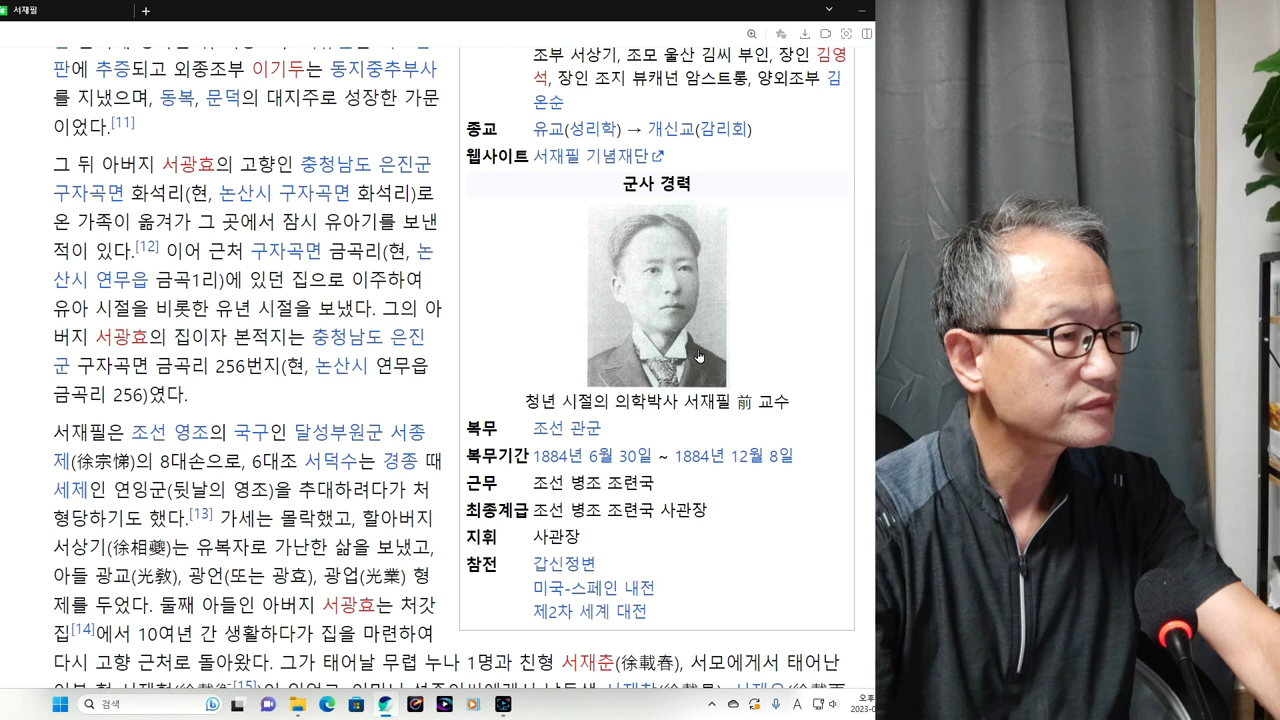 서재필
판에 추증되고 외종조부 이기두는 동지중추부사
를 지냈으며, 동복, 문덕의 대지주로 성장한 가문
이었다.[11]
그 뒤 아버지 서광효의 고향인 충청남도 은진군
구자곡면 화석리(현, 논산시 구자곡면 화석리)로
온 가족이 옮겨가 그 곳에서 잠시 유아기를 보낸
적이 있다.[12] 이어 근처 구자곡면 금곡리(현, 논
산시 연무읍 금곡1리)에 있던 집으로 이주하여
유아 시절을 비롯한 유년 시절을 보냈다. 그의 아
버지 서광효의 집이자 본적지는 충청남도 은진
군 구자곡면 금곡리 256번지(현, 논산시 연무읍
금곡리 256)였다.
서재필은 조선 영조의 국구인 달성부원군 서종
제(徐宗悌)의 8대손으로, 6대조 서덕수는 경종 때
세제인 연잉군(뒷날의 영조)을 추대하려다가 처
형당하기도 했다.[13] 가세는 몰락했고, 할아버지
서상기(徐相夔)는 유복자로 가난한 삶을 보냈고,
아들 광교(光敎), 광언(또는 광효), 광업(光業) 형
제를 두었다. 둘째 아들인 아버지 서광효는 처갓
집[14]에서 10여년 간 생활하다가 집을 마련하여
다시 고향 근처로 돌아왔다. 그가 태어날 무렵 누나 1명과 친형 서재춘(徐載春), 서모에게서 태어난
조부 서상기, 조모 울산 김씨 부인, 장인 김영
석, 장인 조지 뷰캐넌 암스트롱, 양외조부 김
온순
종교 유교(성리학) → 개신교(감리회)
웹사이트 서재필 기념재단
군사 경력
청년 시절의 의학박사 서재필 前 교수
복무 조선 관군
복무기간 1884년 6월 30일 ~ 1884년 12월 8일
근무 조선 병조 조련국
최종계급 조선 병조 조련국 사관장
지휘 사관장
참전 갑신정변
미국-스페인 내전
제2차 세계 대전
검색
A
오후